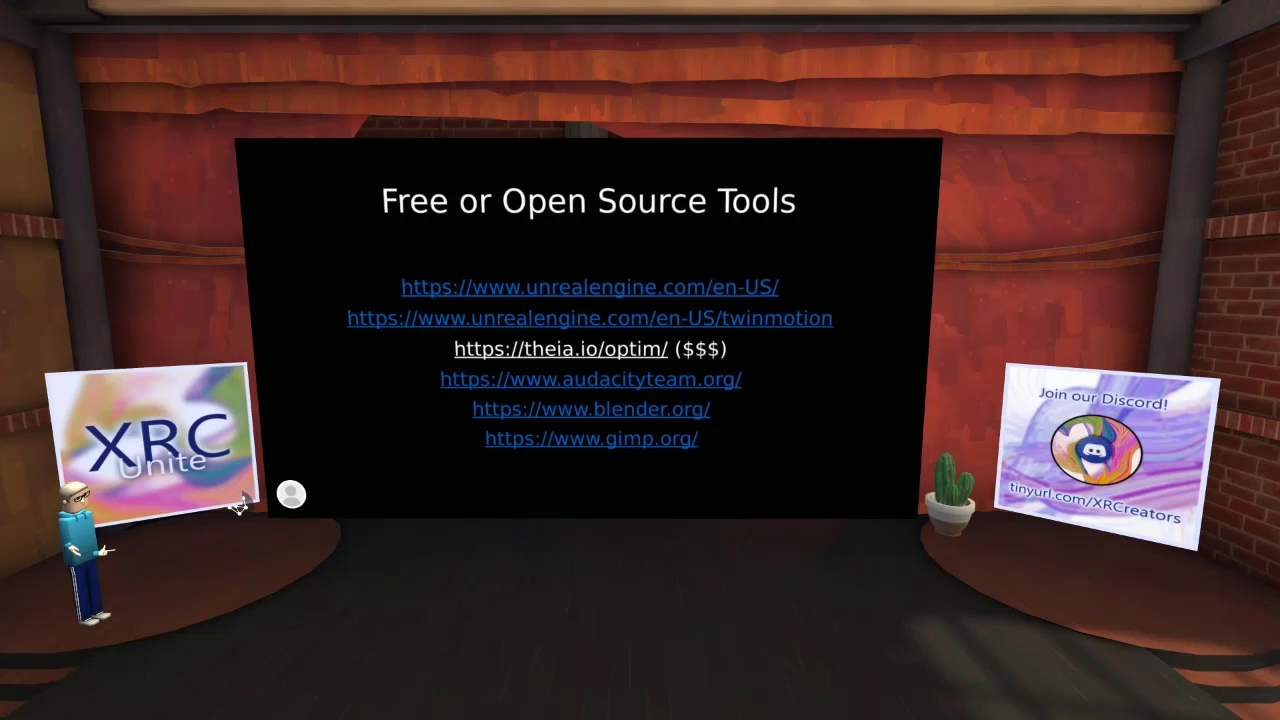 Free or Open Source Tools
https://www.unrealengine.com/en-US/
https://www.unrealengine.com/en-US/twinmotion
https://theia.io/optim/ ($$$)
https://www.audacityteam.org/
https://www.blender.org/
https://www.gimp.org/
XRC
Unite
Join our Discord!
tinyurl.com/XRCreators